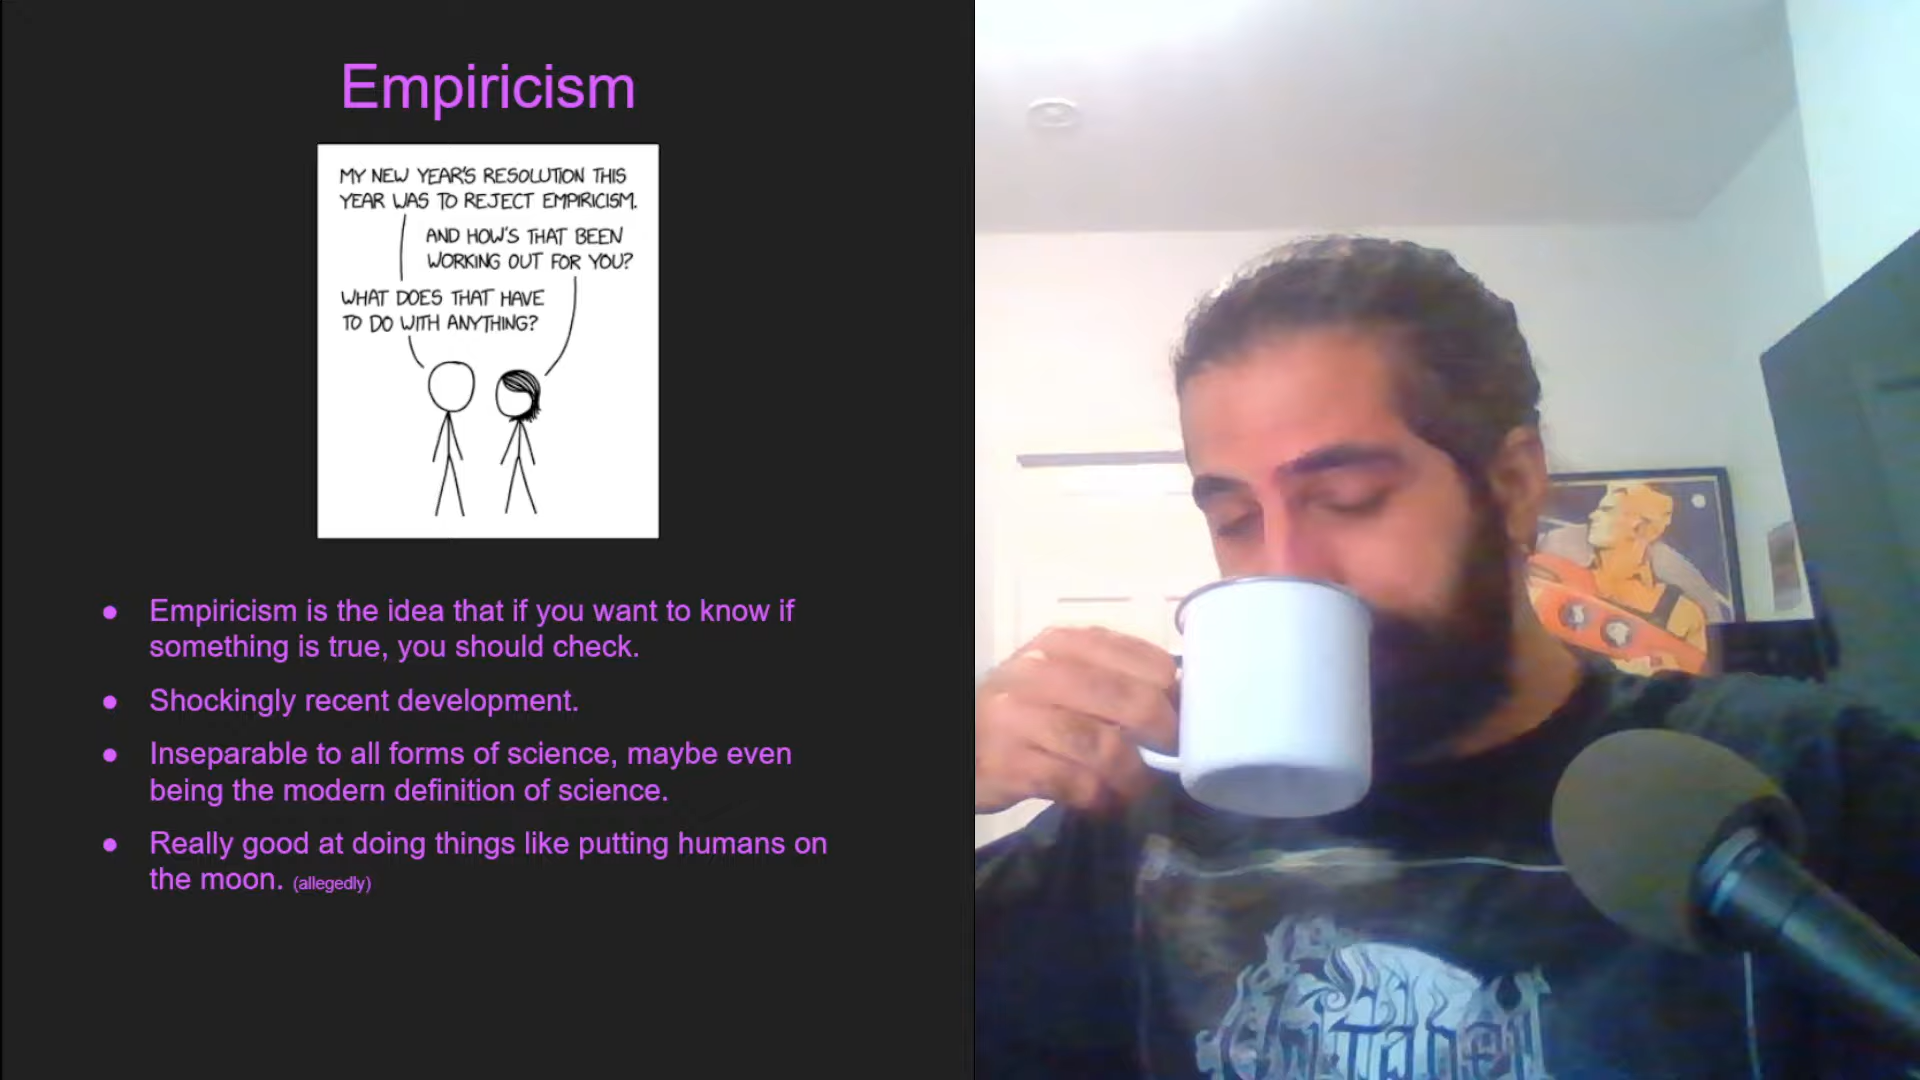 Empiricism
MY NEW YEAR'S RESOLUTION THIS
YEAR WAS TO REJECT EMPIRICISM.
AND HOW'S THAT BEEN
WORKING OUT FOR YOU?
WHAT DOES THAT HAVE
TO DO WITH ANYTHING?
● Empiricism is the idea that if you want to know if
something is true, you should check.
● Shockingly recent development.
● Inseparable to all forms of science, maybe even
being the modern definition of science.
● Really good at doing things like putting humans on
the moon. (allegedly)